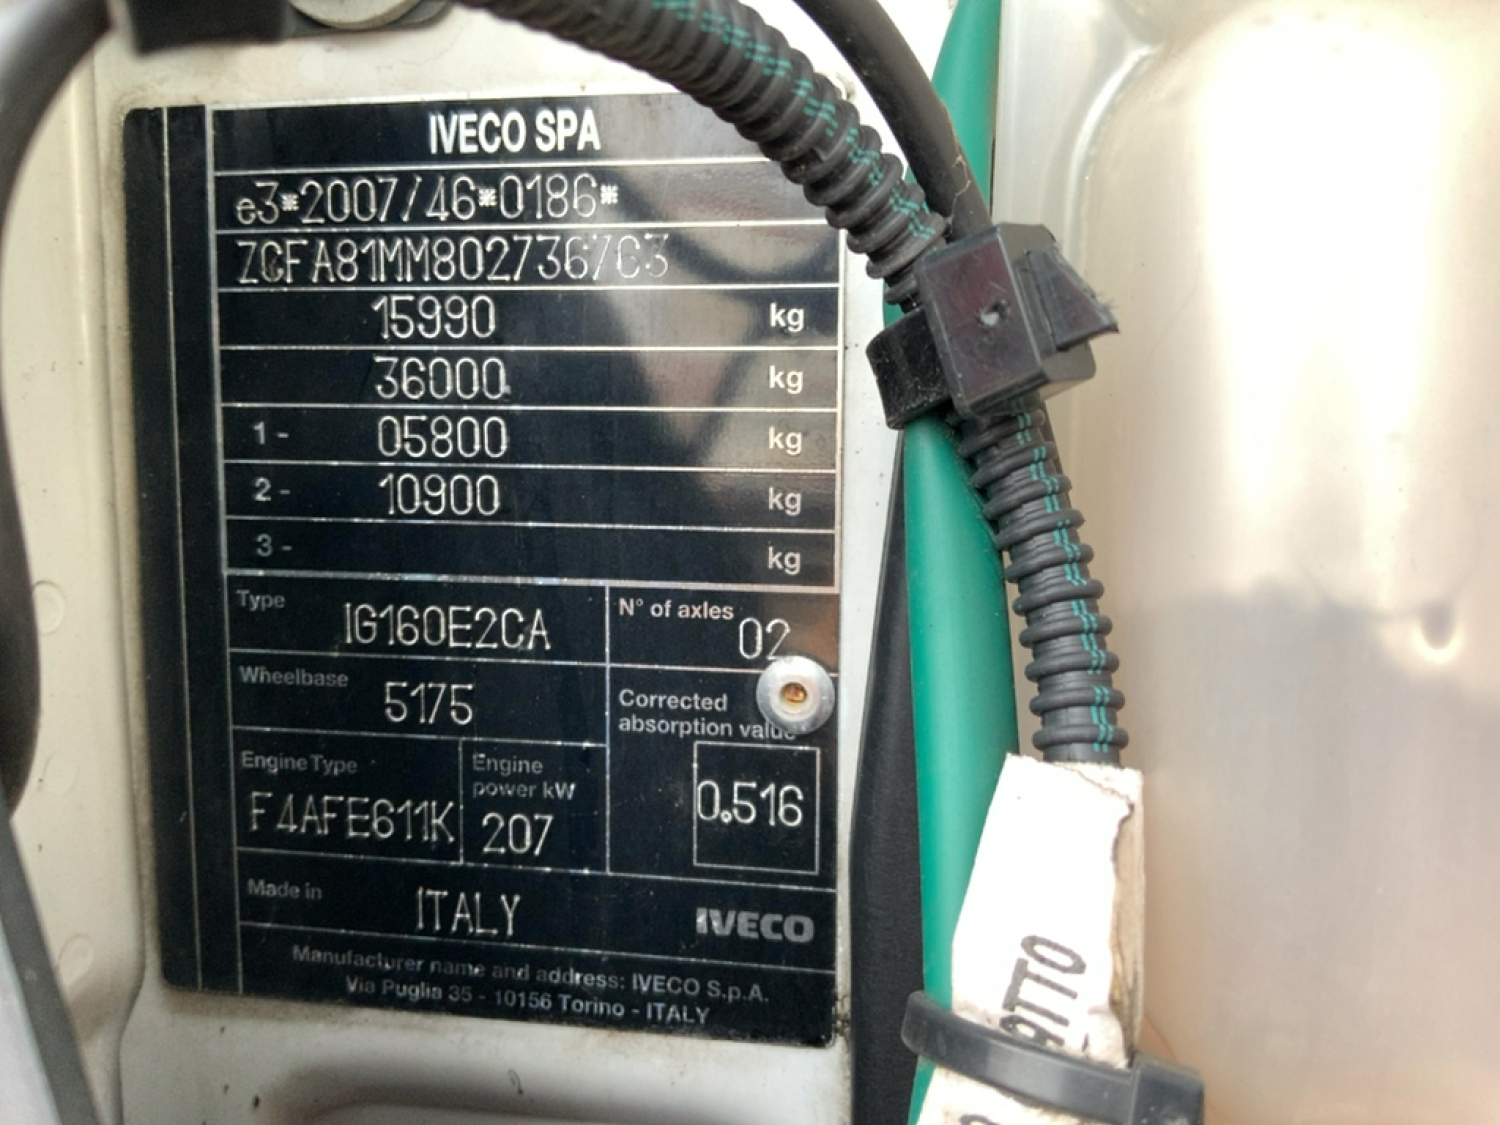 IVECO SPA
e3*2007/46*0186*
ZCFA81MM802736703
15990 kg
36000 kg
1- 05800 kg
2- 10900 kg
3- kg
Type IG160E2CA
N° of axles 02
Wheelbase 5175
Corrected
absorption value
0.516
Engine Type F4AFE611K
Engine
power kW
207
Made in ITALY
IVECO
Manufacturer name and address: IVECO S.p.A.
Via Puglia 35 - 10156 Torino - ITALY
ATTO